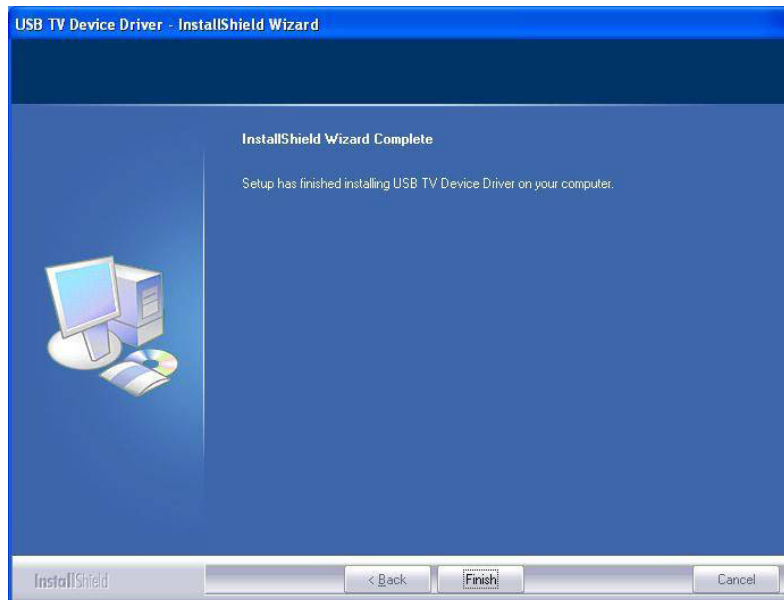 USB TV Device Driver - InstallShield Wizard
InstallShield Wizard Complete
Setup has finished installing USB TV Device Driver on your computer.
InstallShield
< Back
Finish
Cancel